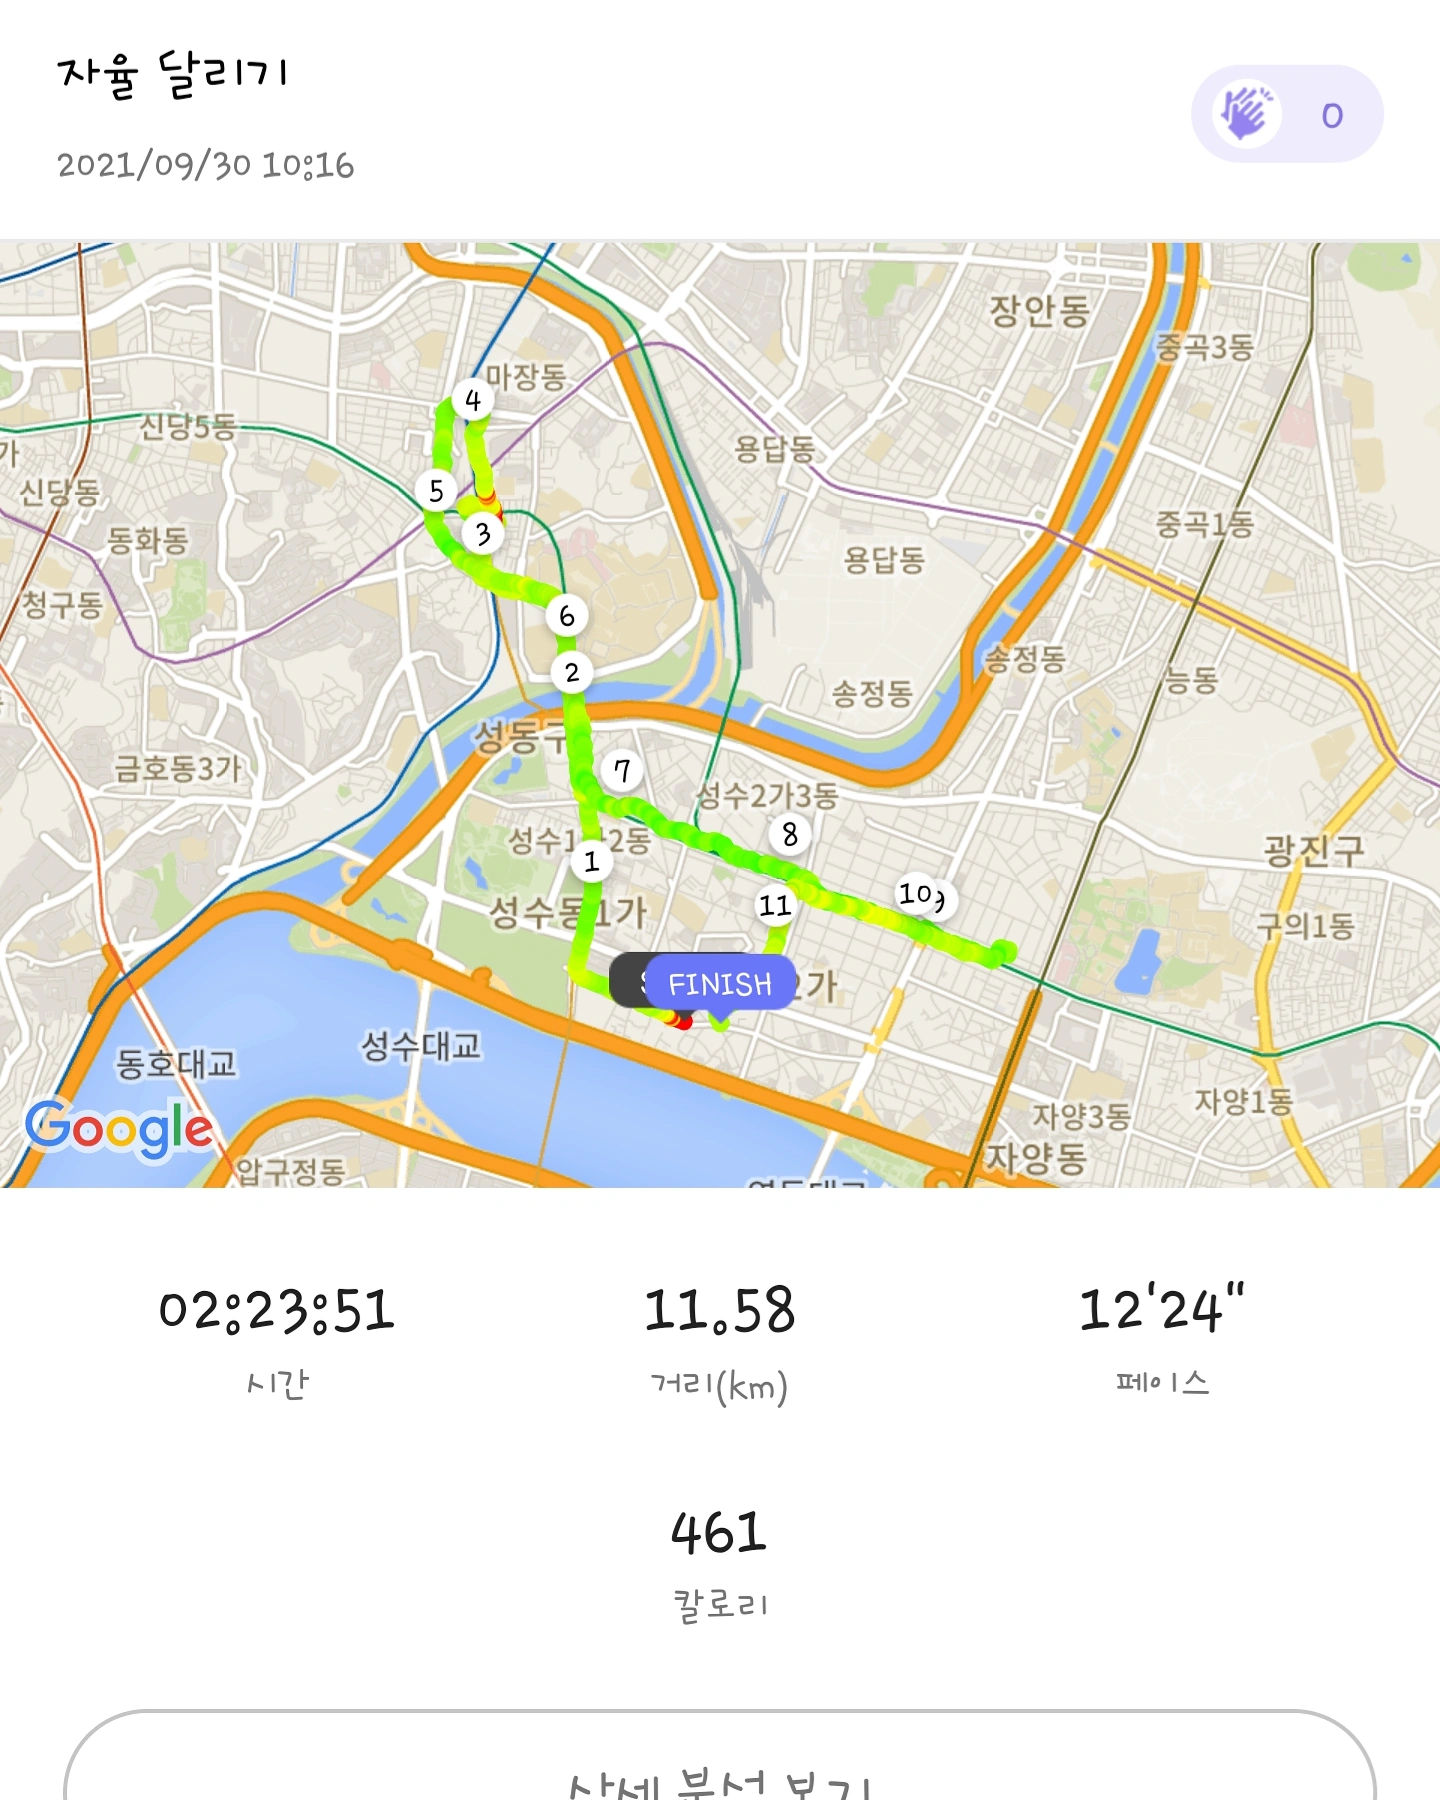 자율 달리기
0
2021/09/30 10:16
장안동
중곡3동
마장동
4
신당5동
용답동
가
신당동
5
3
중곡1동
동화동
용답동
청구동
6
송정동
2
능동
송정동
성동구
금호동3가
7
성수2가3동
8
광진구
1
10
9
11
성수동1가
구의1동
FINISH
2가
성수대교
동호대교
Google
자양1동
자양3동
자양동
압구정동
02:23:51
11.58
12'24"
시간
거리(km)
페이스
461
칼로리
상세 분석 보기